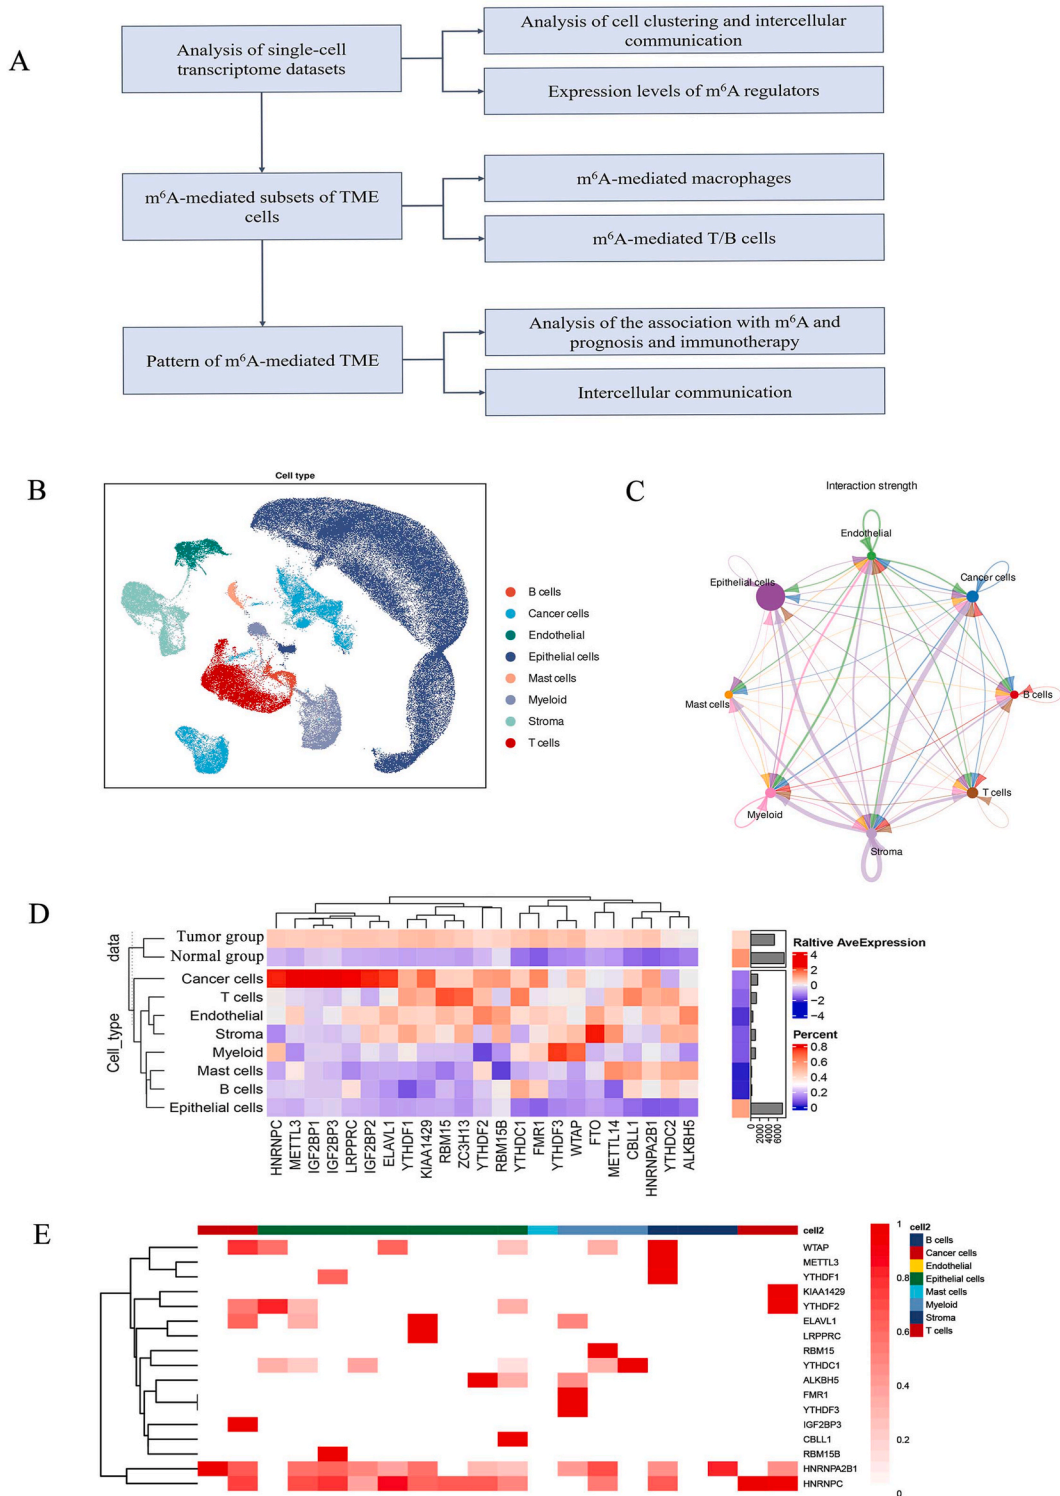 A
Analysis of single-cell
transcriptome datasets
Analysis of cell clustering and intercellular
communication
Expression levels of m⁶A regulators
m⁶A-mediated subsets of TME
cells
m⁶A-mediated macrophages
m⁶A-mediated T/B cells
Pattern of m⁶A-mediated TME
Analysis of the association with m⁶A and
prognosis and immunotherapy
Intercellular communication
B
Cell type
B cells
Cancer cells
Endothelial
Epithelial cells
Mast cells
Myeloid
Stroma
T cells
C
Interaction strength
Endothelial
Epithelial cells
Cancer cells
Mast cells
B cells
Myeloid
T cells
Stroma
D
data
Cell_type
Tumor group
Normal group
Cancer cells
T cells
Endothelial
Stroma
Myeloid
Mast cells
B cells
Epithelial cells
HNRNPC
METTL3
IGF2BP1
IGF2BP3
LRPPRC
IGF2BP2
ELAVL1
YTHDF1
KIAA1429
RBM15
ZC3H13
YTHDF2
RBM15B
YTHDC1
FMR1
YTHDF3
WTAP
FTO
METTL14
CBLL1
HNRNPA2B1
YTHDC2
ALKBH5
0
2000
4000
6000
Raltive AveExpression
4
2
0
−2
−4
Percent
0.8
0.6
0.4
0.2
0
E
cell2
WTAP
METTL3
YTHDF1
KIAA1429
YTHDF2
ELAVL1
LRPPRC
RBM15
YTHDC1
ALKBH5
FMR1
YTHDF3
IGF2BP3
CBLL1
RBM15B
HNRNPA2B1
HNRNPC
1
0.8
0.6
0.4
0.2
0
cell2
B cells
Cancer cells
Endothelial
Epithelial cells
Mast cells
Myeloid
Stroma
T cells